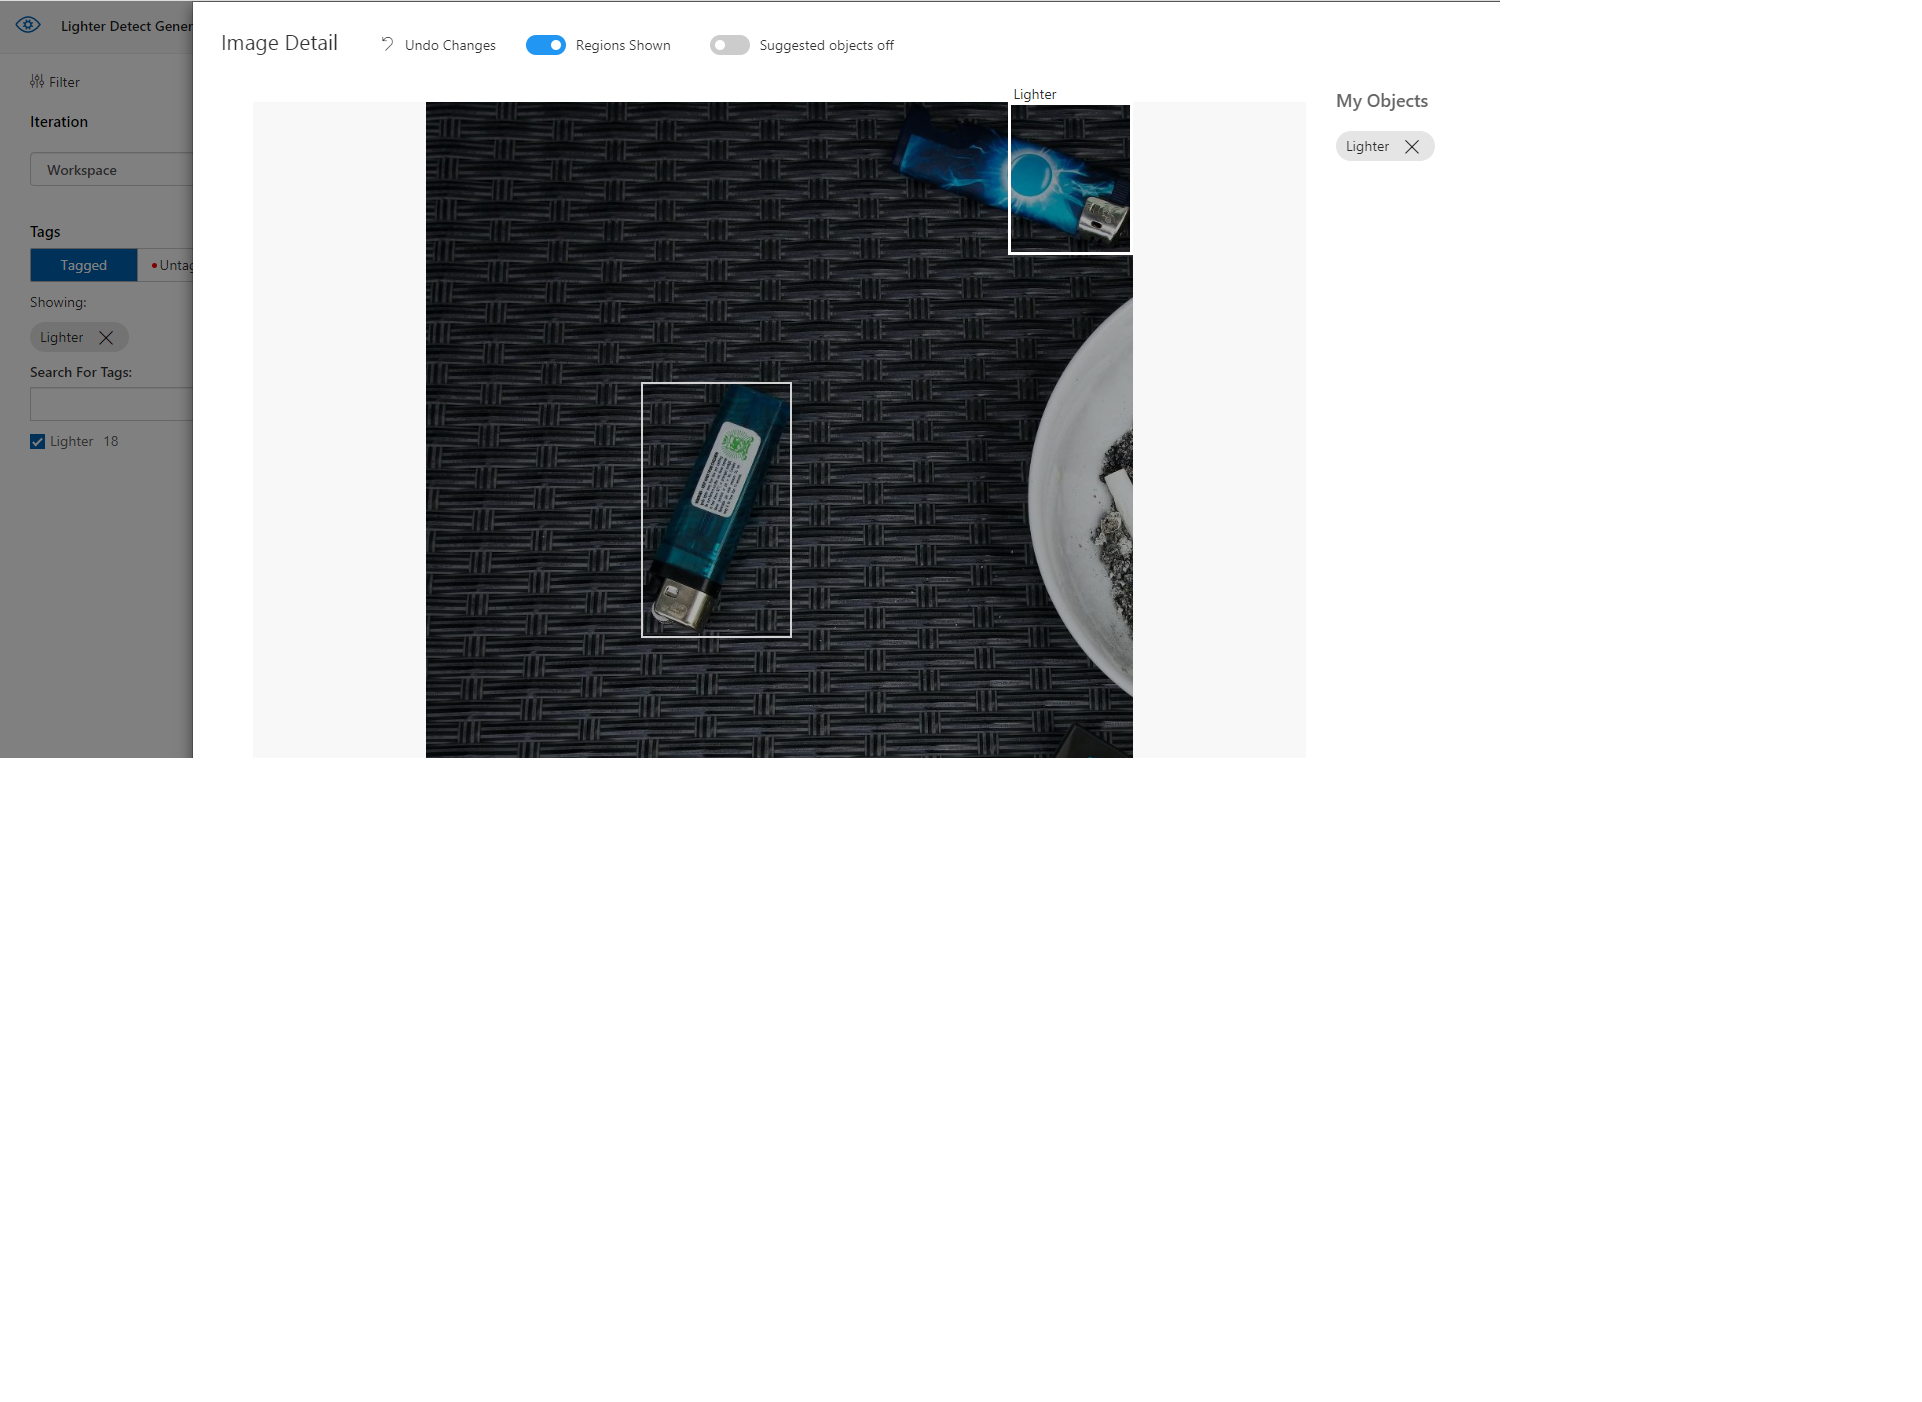 Lighter Detect Gener
Image Detail
Undo Changes
Regions Shown
Suggested objects off
Filter
Iteration
Workspace
Tags
Tagged
Untag
Showing:
Lighter
Search For Tags:
Lighter 18
Lighter
My Objects
Lighter